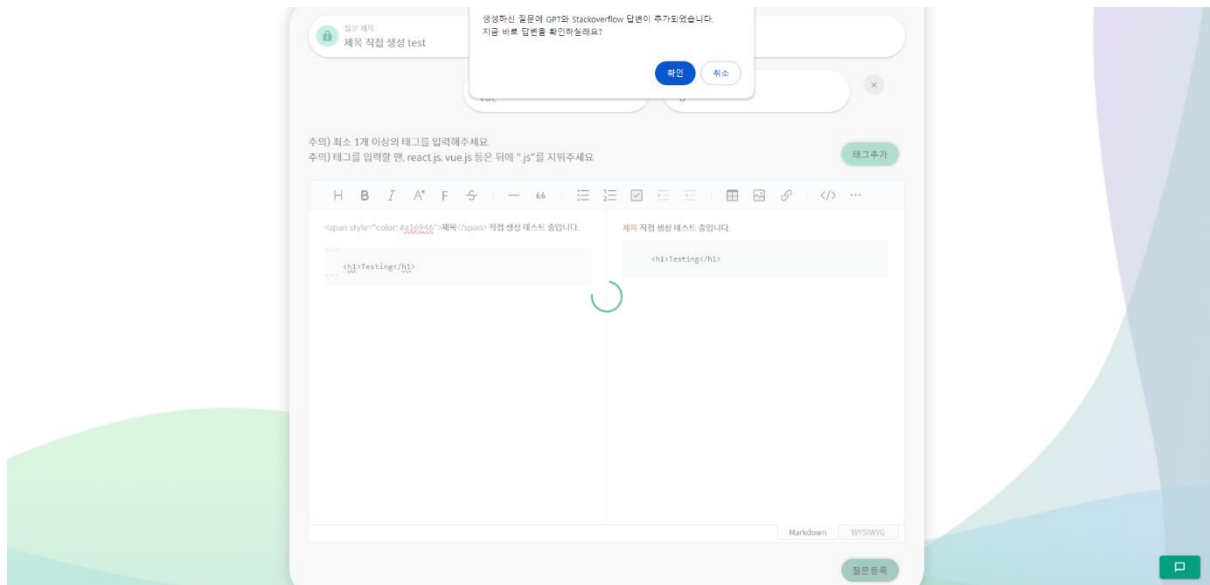 생성하신 질문에 GPT와 Stackoverflow 답변이 추가되었습니다.
지금 바로 답변을 확인하실래요?
확인
취소
질문 제목
제목 직접 생성 test
주의) 최소 1개 이상의 태그를 입력해주세요.
주의) 태그를 입력할 땐, react.js, vue.js 등은 뒤에 ".js"를 지워주세요
태그추가
H B I A F S 66 </>
<span style="color: #a16946">제목</span> 직접 생성 테스트 중입니다.
```
<h1>Testing</h1>
```
제목 직접 생성 테스트 중입니다.
<h1>Testing</h1>
Markdown
WYSIWYG
질문등록